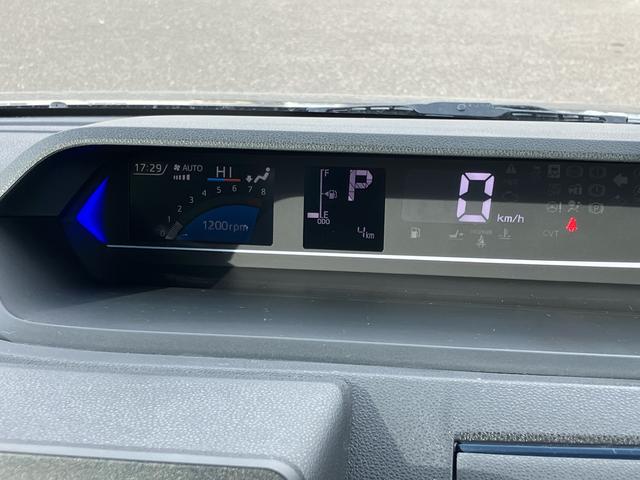 17:29 AUTO HI
0 1 2 3 4 5 6 7 8
1200rpm
F
P
E
ODO
4km
0
km/h
CVT